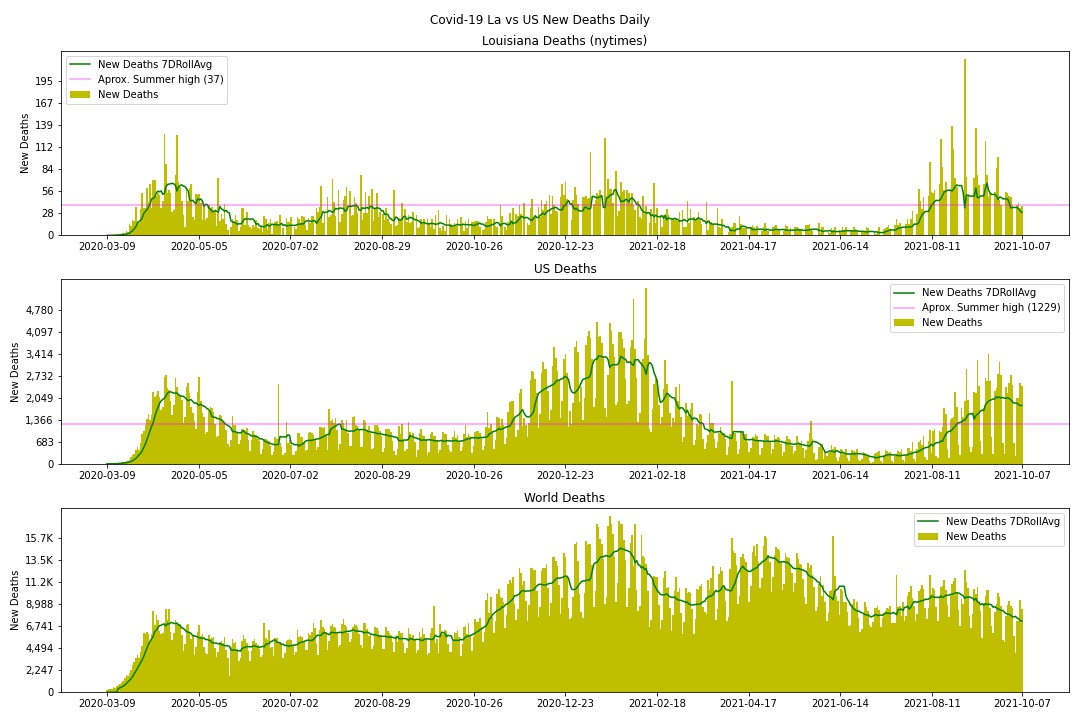 Covid-19 La vs US New Deaths Daily
Louisiana Deaths (nytimes)
New Deaths 7DRollAvg
Aprox. Summer high (37)
New Deaths
New Deaths
195
167
139
112
84
56
28
0
2020-03-09 2020-05-05 2020-07-02 2020-08-29 2020-10-26 2020-12-23 2021-02-18 2021-04-17 2021-06-14 2021-08-11 2021-10-07
US Deaths
New Deaths 7DRollAvg
Aprox. Summer high (1229)
New Deaths
New Deaths
4,780
4,097
3,414
2,732
2,049
1,366
683
0
2020-03-09 2020-05-05 2020-07-02 2020-08-29 2020-10-26 2020-12-23 2021-02-18 2021-04-17 2021-06-14 2021-08-11 2021-10-07
World Deaths
New Deaths 7DRollAvg
New Deaths
New Deaths
15.7K
13.5K
11.2K
8,988
6,741
4,494
2,247
0
2020-03-09 2020-05-05 2020-07-02 2020-08-29 2020-10-26 2020-12-23 2021-02-18 2021-04-17 2021-06-14 2021-08-11 2021-10-07